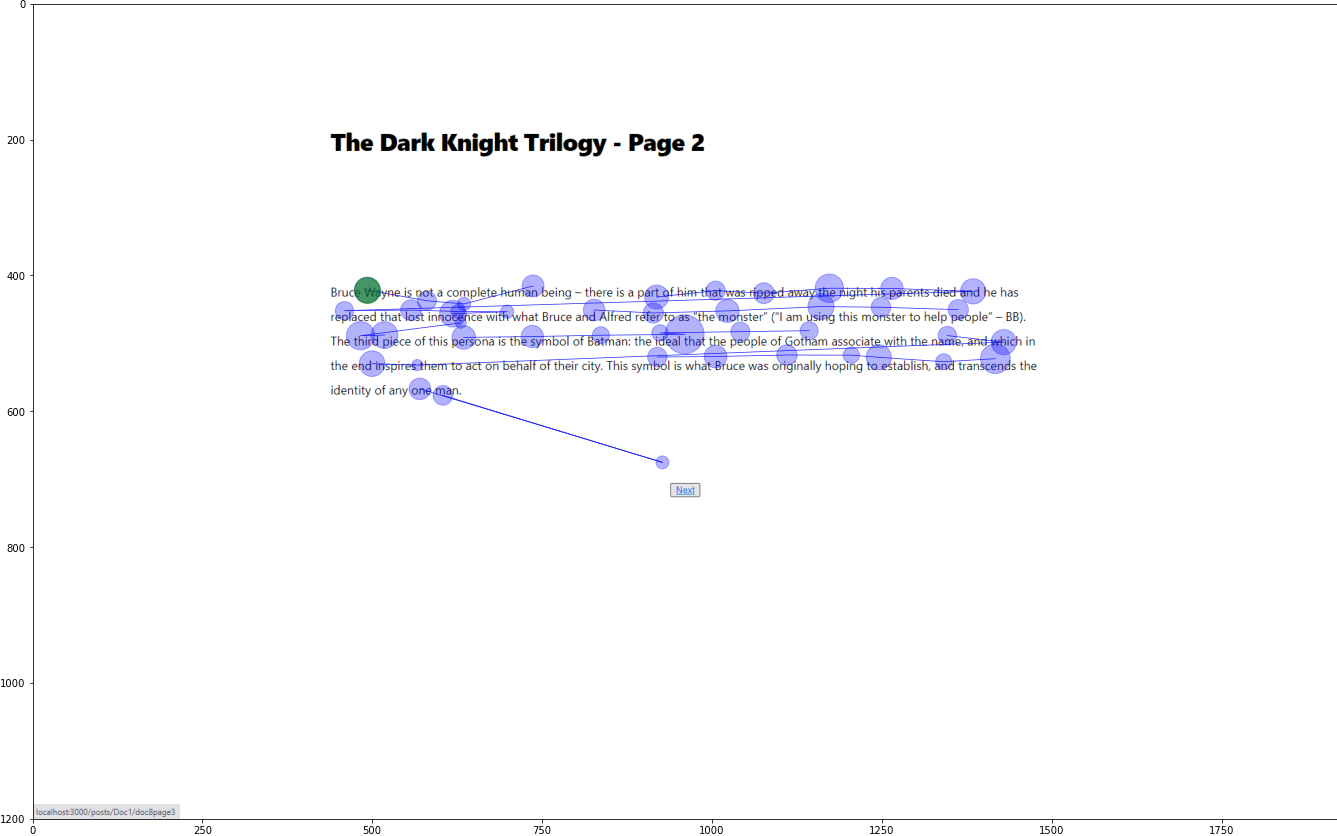 0
200
The Dark Knight Trilogy - Page 2
400
Bruce Wayne is not a complete human being – there is a part of him that was ripped away the night his parents died and he has
replaced that lost innocence with what Bruce and Alfred refer to as "the monster" ("I am using this monster to help people" – BB).
The third piece of this persona is the symbol of Batman: the ideal that the people of Gotham associate with the name, and which in
the end inspires them to act on behalf of their city. This symbol is what Bruce was originally hoping to establish, and transcends the
identity of any one man.
600
Next
800
1000
localhost:3000/posts/Doc1/doc8page3
1200
0 250 500 750 1000 1250 1500 1750